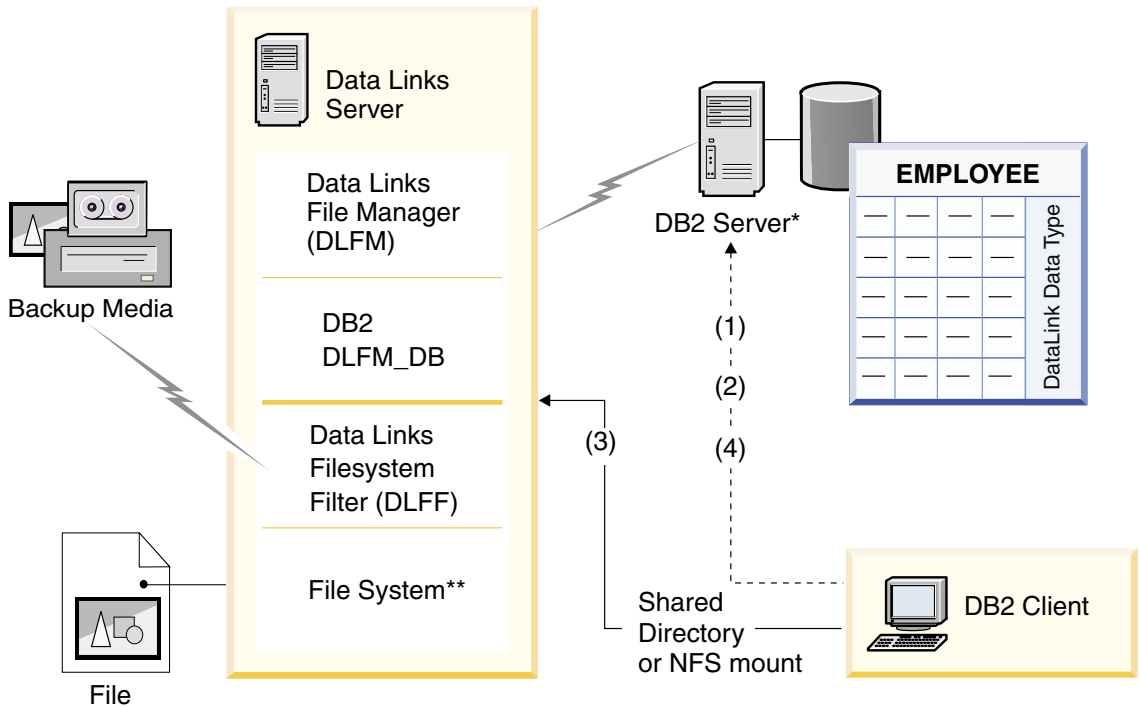 Data Links
Server
Data Links
File Manager
(DLFM)
DB2
DLFM_DB
Data Links
Filesystem
Filter (DLFF)
File System**
Backup Media
File
DB2 Server*
EMPLOYEE
DataLink Data Type
(1)
(2)
(3)
(4)
Shared
Directory
or NFS mount
DB2 Client